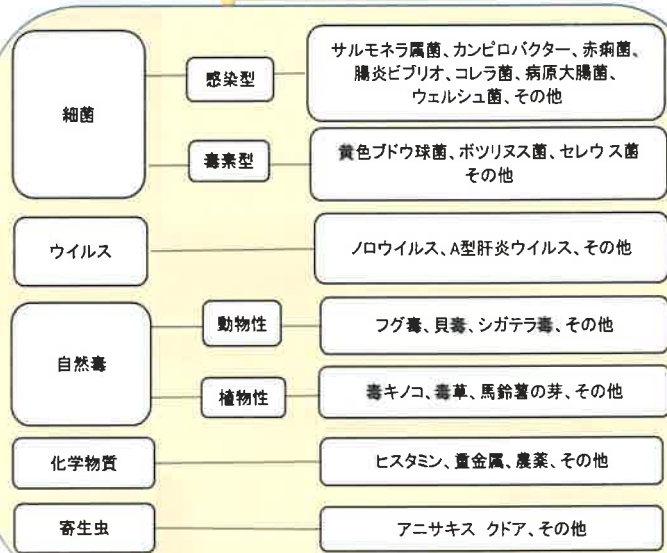 細菌
感染型
サルモネラ属菌、カンピロバクター、赤痢菌、
腸炎ビブリオ、コレラ菌、病原大腸菌、
ウェルシュ菌、その他
毒素型
黄色ブドウ球菌、ボツリヌス菌、セレウス菌
その他
ウイルス
ノロウイルス、A型肝炎ウイルス、その他
自然毒
動物性
フグ毒、貝毒、シガテラ毒、その他
植物性
毒キノコ、毒草、馬鈴薯の芽、その他
化学物質
ヒスタミン、重金属、農薬、その他
寄生虫
アニサキス クドア、その他